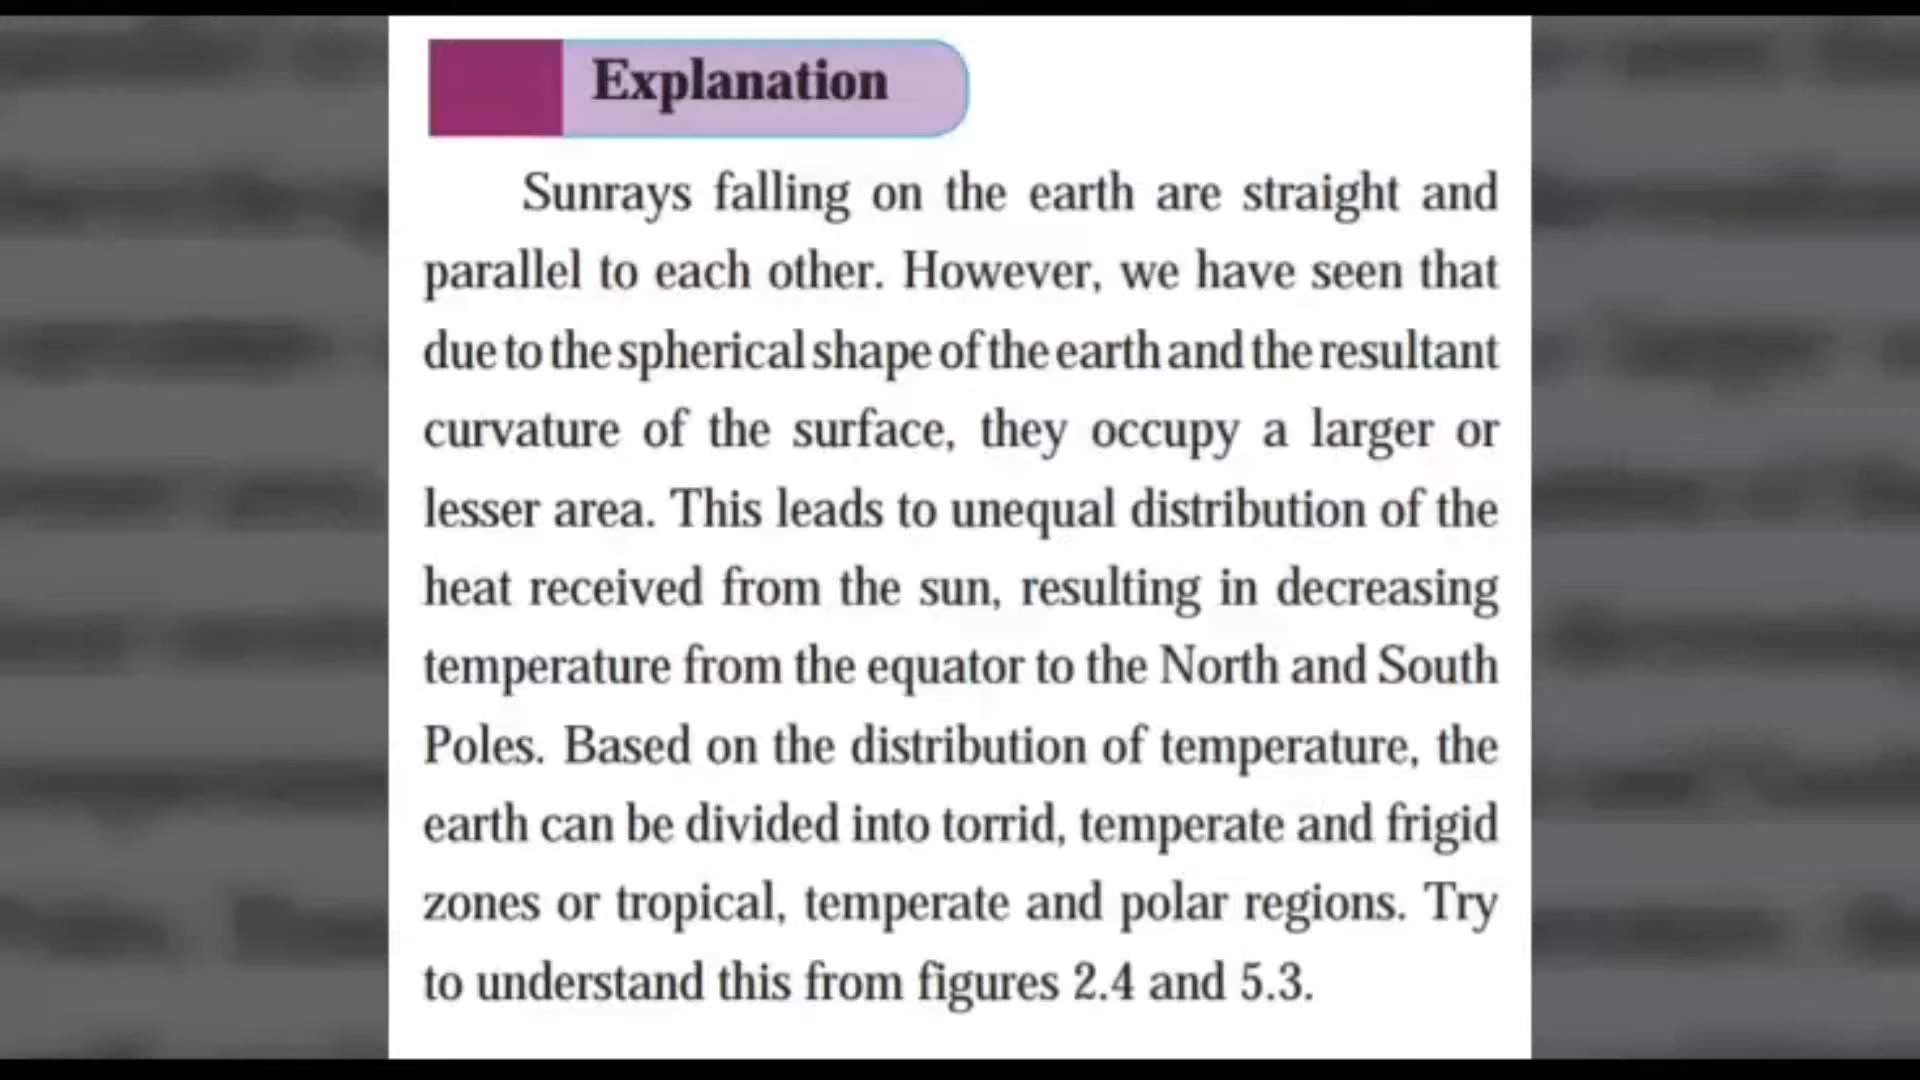 Explanation
Sunrays falling on the earth are straight and
parallel to each other. However, we have seen that
due to the spherical shape of the earth and the resultant
curvature of the surface, they occupy a larger or
lesser area. This leads to unequal distribution of the
heat received from the sun, resulting in decreasing
temperature from the equator to the North and South
Poles. Based on the distribution of temperature, the
earth can be divided into torrid, temperate and frigid
zones or tropical, temperate and polar regions. Try
to understand this from figures 2.4 and 5.3.